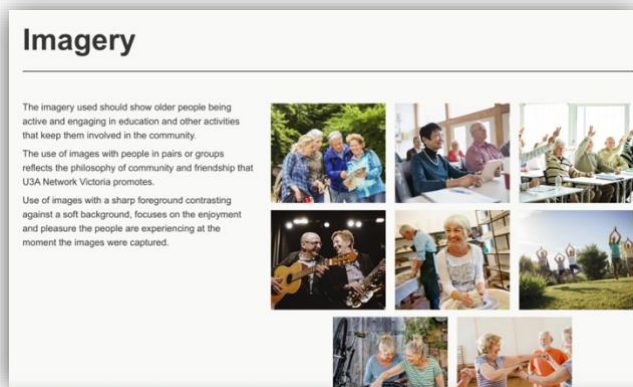 Imagery
The imagery used should show older people being
active and engaging in education and other activities
that keep them involved in the community.
The use of images with people in pairs or groups
reflects the philosophy of community and friendship that
U3A Network Victoria promotes.
Use of images with a sharp foreground contrasting
against a soft background, focuses on the enjoyment
and pleasure the people are experiencing at the
moment the images were captured.